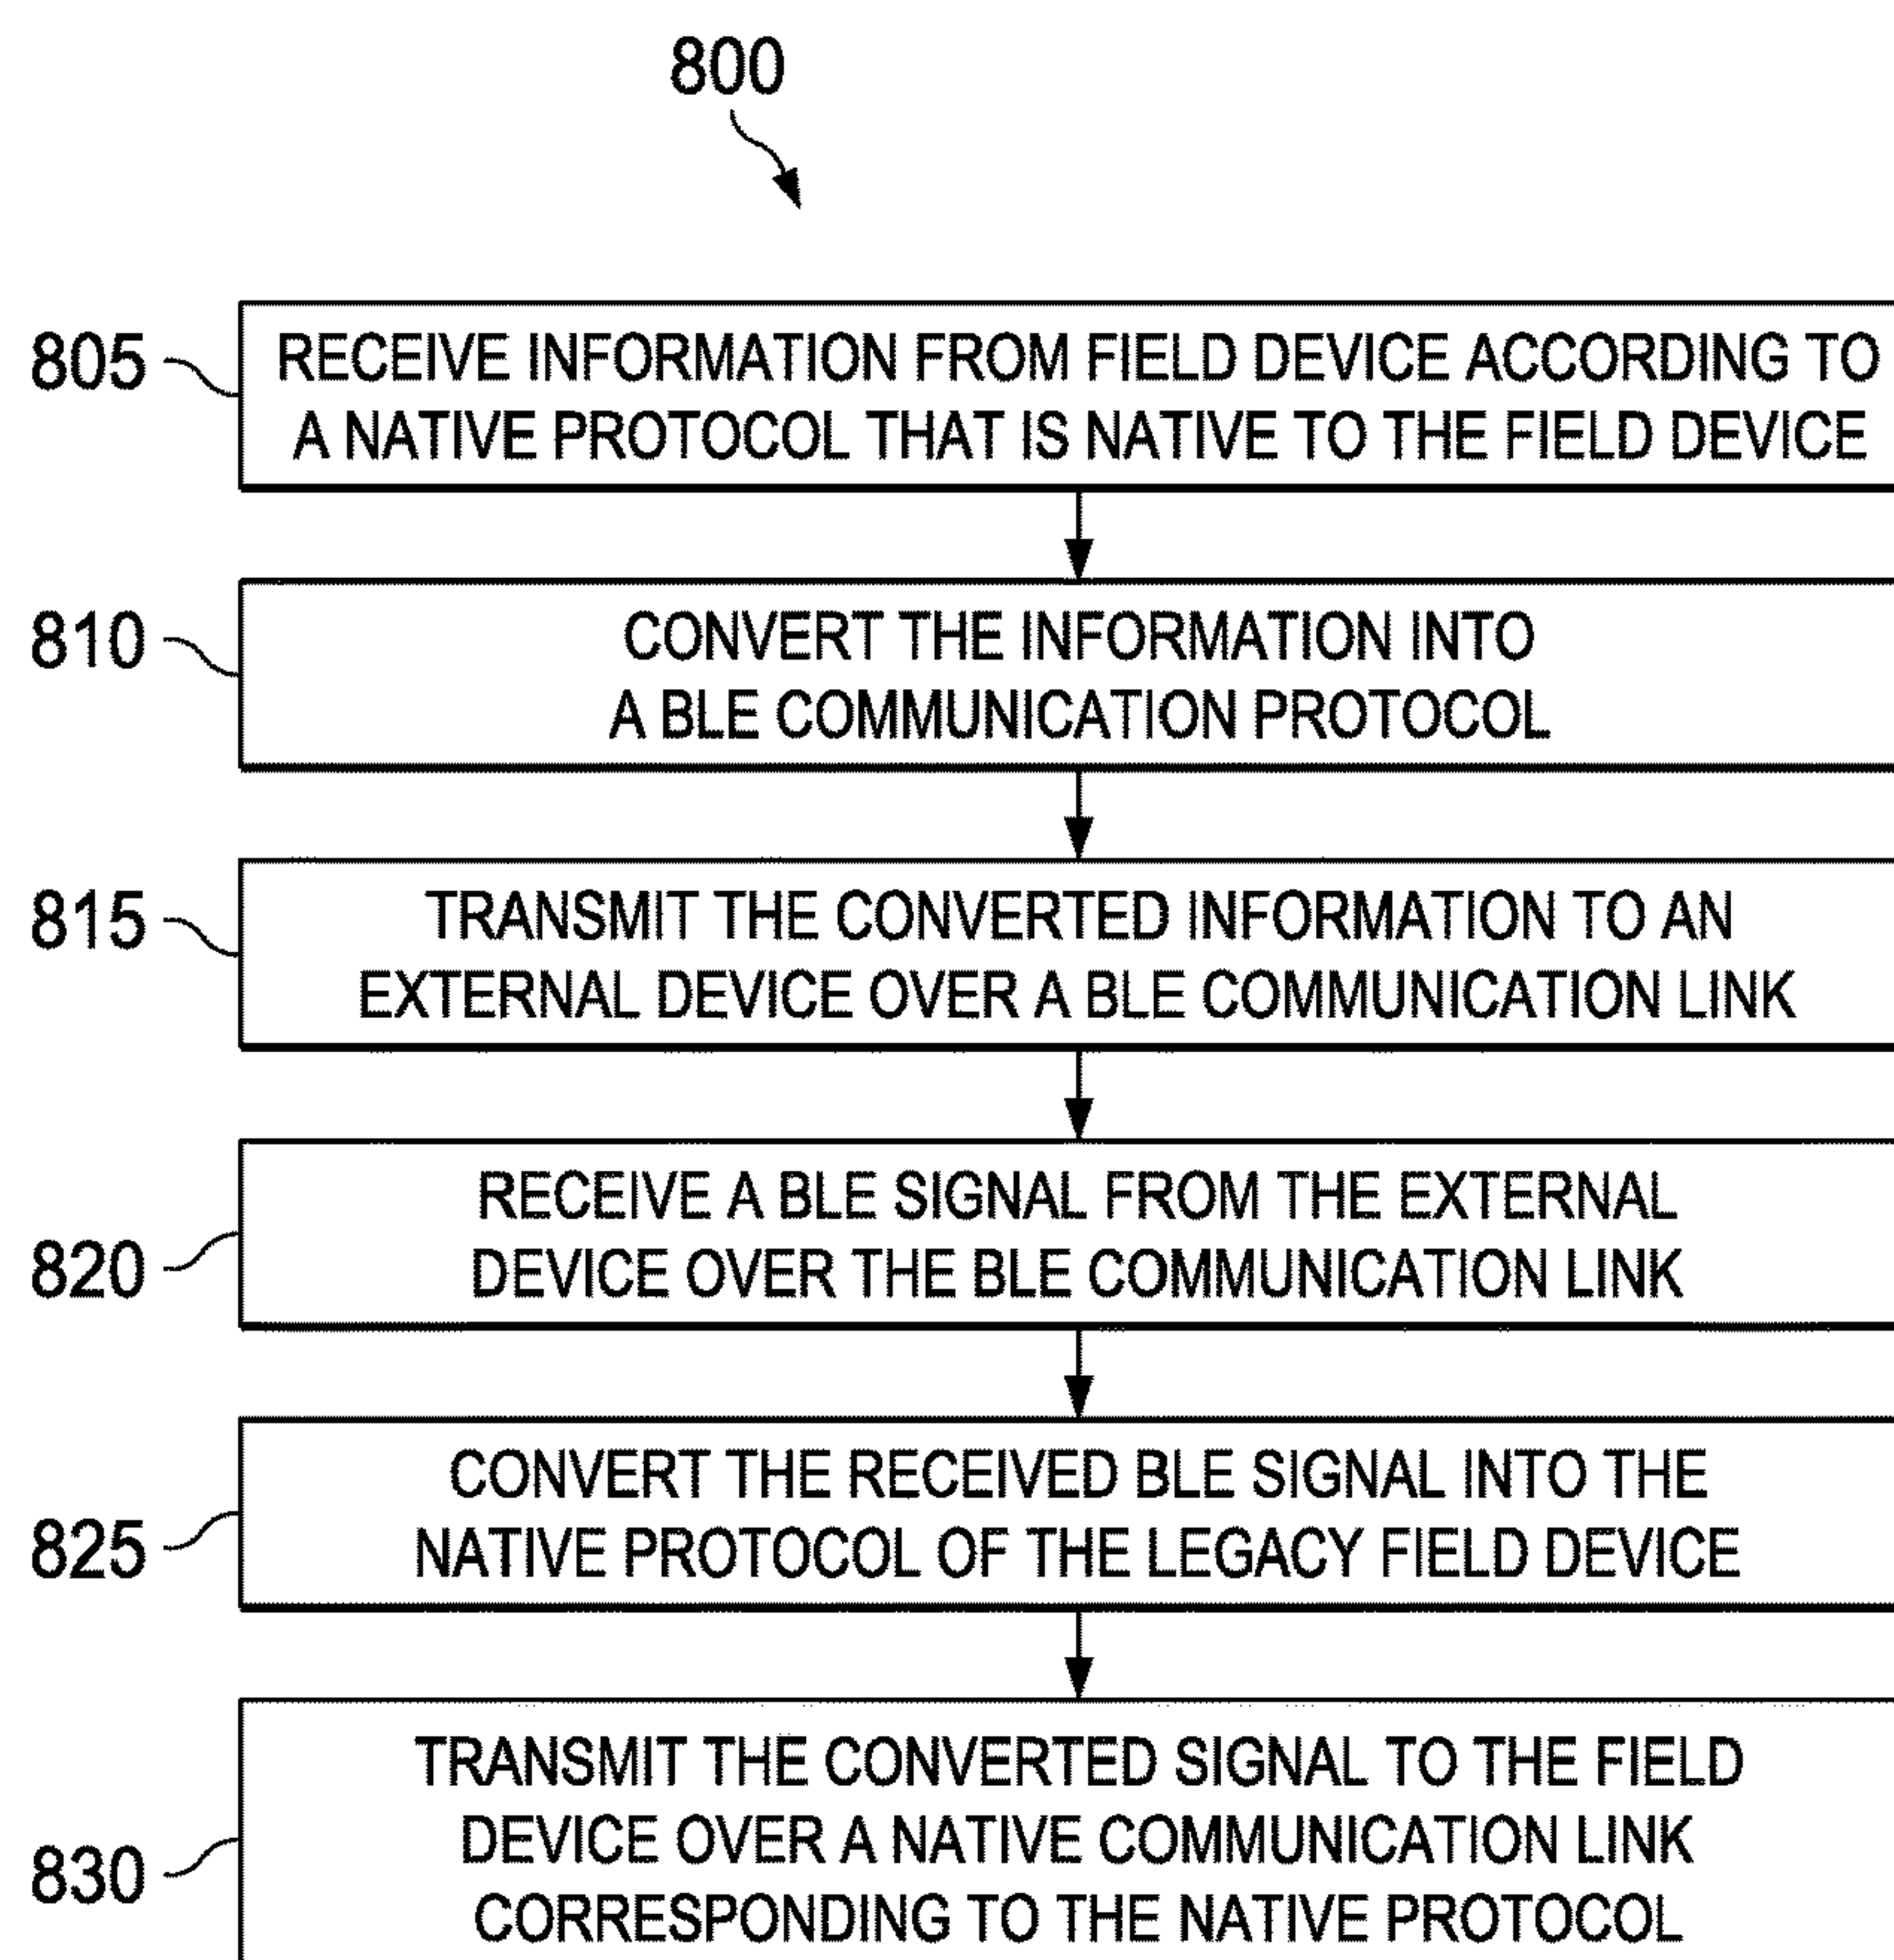 800
805
RECEIVE INFORMATION FROM FIELD DEVICE ACCORDING TO
A NATIVE PROTOCOL THAT IS NATIVE TO THE FIELD DEVICE
810
CONVERT THE INFORMATION INTO
A BLE COMMUNICATION PROTOCOL
815
TRANSMIT THE CONVERTED INFORMATION TO AN
EXTERNAL DEVICE OVER A BLE COMMUNICATION LINK
820
RECEIVE A BLE SIGNAL FROM THE EXTERNAL
DEVICE OVER THE BLE COMMUNICATION LINK
825
CONVERT THE RECEIVED BLE SIGNAL INTO THE
NATIVE PROTOCOL OF THE LEGACY FIELD DEVICE
830
TRANSMIT THE CONVERTED SIGNAL TO THE FIELD
DEVICE OVER A NATIVE COMMUNICATION LINK
CORRESPONDING TO THE NATIVE PROTOCOL